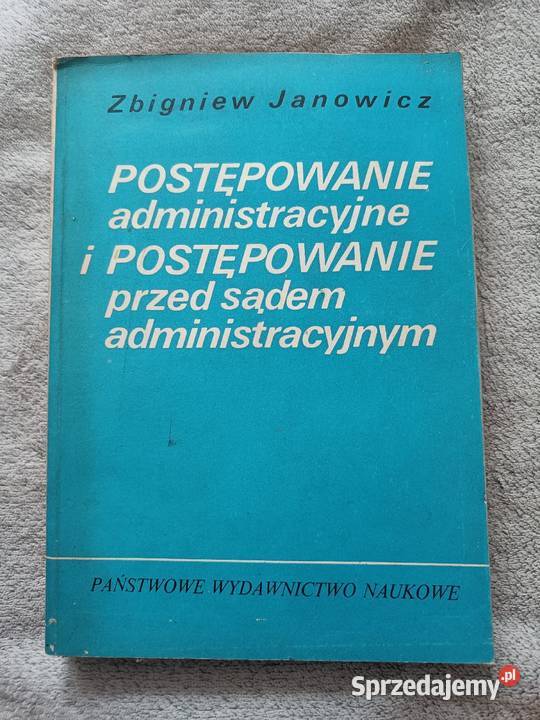 Zbigniew Janowicz
POSTĘPOWANIE
administracyjne
i POSTĘPOWANIE
przed sądem
administracyjnym
PAŃSTWOWE WYDAWNICTWO NAUKOWE
Sprzedajemy.pl